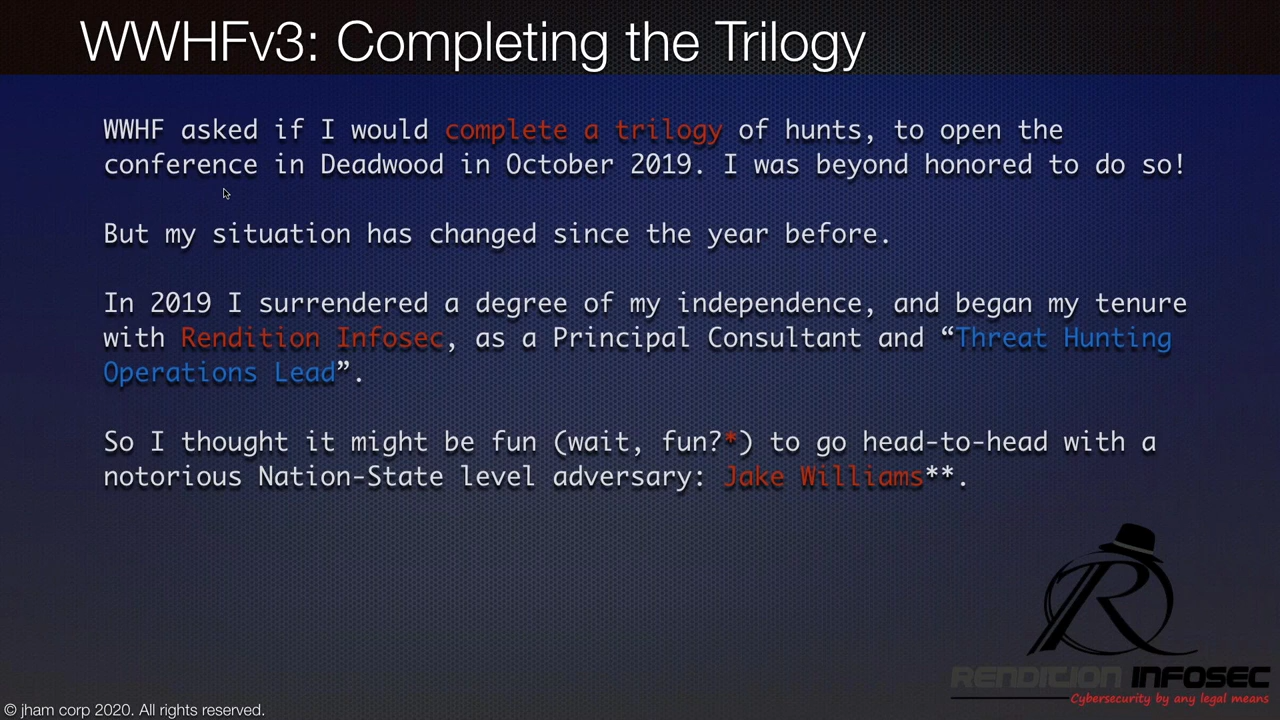 WWHFv3: Completing the Trilogy
WWHF asked if I would complete a trilogy of hunts, to open the
conference in Deadwood in October 2019. I was beyond honored to do so!
But my situation has changed since the year before.
In 2019 I surrendered a degree of my independence, and began my tenure
with Rendition Infosec, as a Principal Consultant and “Threat Hunting
Operations Lead”.
So I thought it might be fun (wait, fun?*) to go head-to-head with a
notorious Nation-State level adversary: Jake Williams**.
R
RENDITION INFOSEC
Cybersecurity by any legal means
© jham corp 2020. All rights reserved.